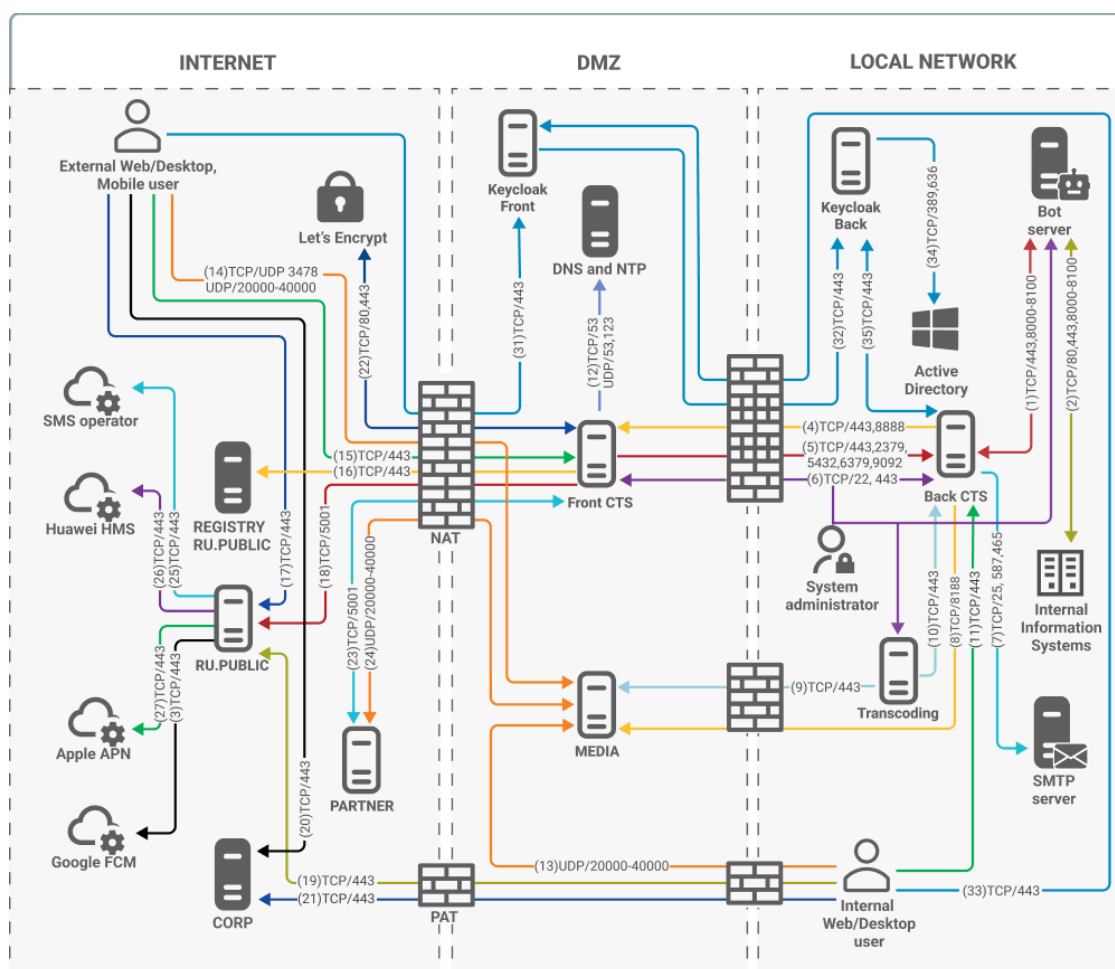 INTERNET
DMZ
LOCAL NETWORK
External Web/Desktop,
Mobile user
Let's Encrypt
Keycloak
Front
DNS and NTP
Keycloak
Back
Bot
server
(14)TCP/UDP 3478
UDP/20000-40000
(22)TCP/80,443
(31)TCP/443
(12)TCP/53
UDP/53,123
(32)TCP/443
(35)TCP/443
(34)TCP/389,636
(1)TCP/443,8000-8100
(2)TCP/80,443,8000-8100
Active
Directory
SMS operator
Huawei HMS
REGISTRY
RU.PUBLIC
(15)TCP/443
(16)TCP/443
NAT
Front CTS
(4)TCP/443,8888
(5)TCP/443,2379,
5432,6379,9092
(6)TCP/22, 443
Back CTS
(26)TCP/443
(25)TCP/443
(17)TCP/443
(18)TCP/5001
(23)TCP/5001
(24)UDP/20000-40000
System
administrator
(10)TCP/443
(8)TCP/8188
(11)TCP/443
(7)TCP/25, 587,465
Internal
Information
Systems
RU.PUBLIC
(27)TCP/443
(3)TCP/443
(9)TCP/443
Transcoding
Apple APN
PARTNER
MEDIA
SMTP
server
(20)TCP/443
Google FCM
CORP
(19)TCP/443
(21)TCP/443
PAT
(13)UDP/20000-40000
Internal
Web/Desktop
user
(33)TCP/443